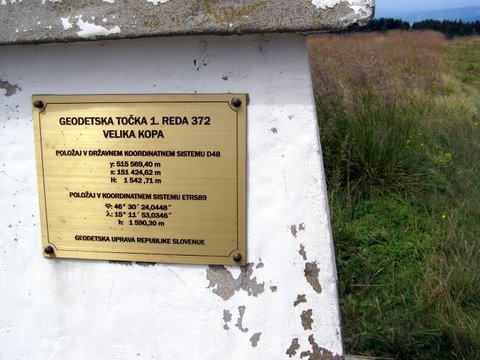 GEODETSKA TOČKA 1. REDA 372
VELIKA KOPA
POLOŽAJ V DRŽAVNEM KOORDINATNEM SISTEMU D48
y: 515 569,40 m
x: 151 424,62 m
H: 1 542 ,71 m
POLOŽAJ V KOORDINATNEM SISTEMU ETRS89
φ: 46° 30´ 24,0448˝
λ: 15° 11´ 53,0346˝
h: 1 590,30 m
GEODETSKA UPRAVA REPUBLIKE SLOVENIJE